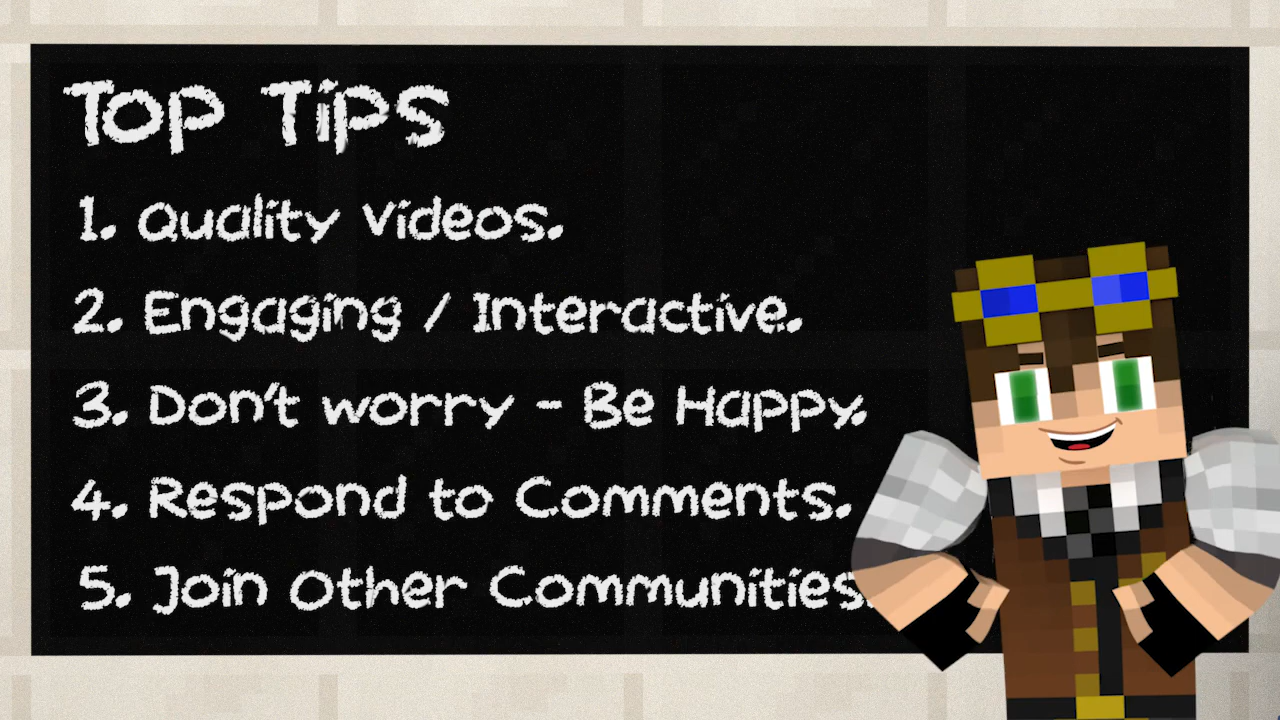 Top Tips
1. Quality Videos.
2. Engaging / Interactive.
3. Don't worry - Be Happy.
4. Respond to Comments.
5. Join Other Communities.